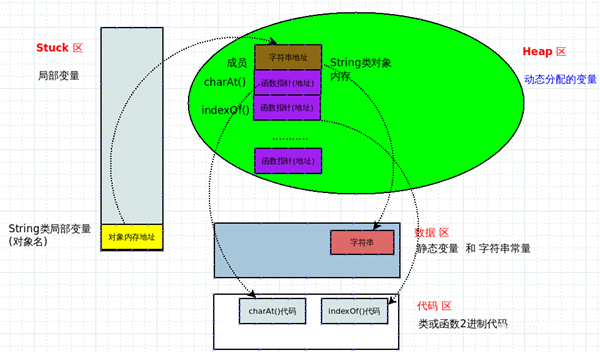 Stuck 区
局部变量
成员
字符串地址
String类对象
内存
Heap 区
动态分配的变量
charAt()
函数指针(地址)
indexOf()
函数指针(地址)
...........
函数指针(地址)
String类局部变量
(对象名)
对象内存地址
字符串
数据 区
静态变量 和 字符串常量
charAt()代码
indexOf()代码
代码 区
类或函数2进制代码